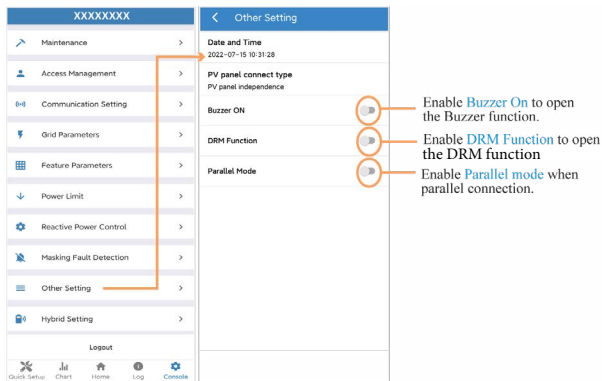 XXXXXXXX
Maintenance
Access Management
Communication Setting
Grid Parameters
Feature Parameters
Power Limit
Reactive Power Control
Masking Fault Detection
Other Setting
Hybrid Setting
Logout
Quick Setup
Chart
Home
Log
Console
Other Setting
Date and Time
2022-07-15 10:31:28
PV panel connect type
PV panel independence
Buzzer ON
DRM Function
Parallel Mode
Enable Buzzer On to open
the Buzzer function.
Enable DRM Function to open
the DRM function
Enable Parallel mode when
parallel connection.